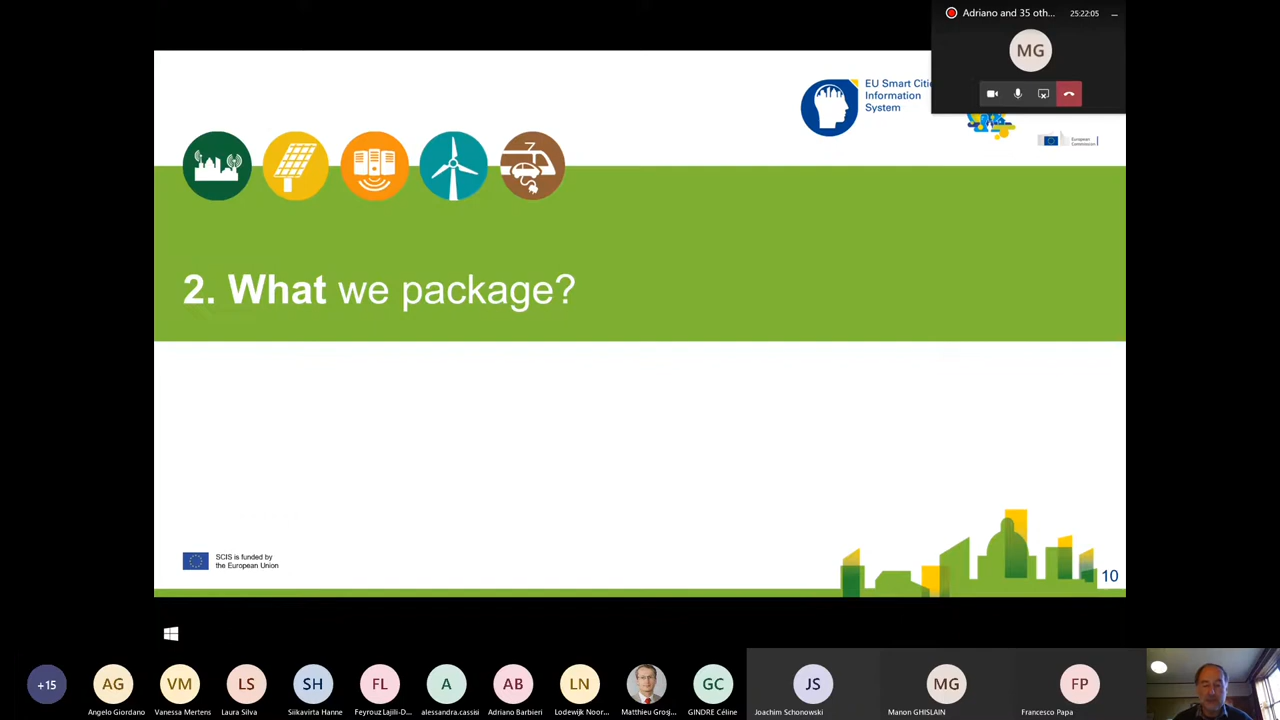 Adriano and 35 oth...
25:22:05
MG
EU Smart Citi
Information
System
European
Commission
2. What we package?
SCIS is funded by
the European Union
10
+15
AG
VM
LS
SH
FL
A
AB
LN
GC
JS
MG
FP
Angelo Giordano
Vanessa Mertens
Laura Silva
Siikavirta Hanne
Feyrouz Lajili-D...
alessandra.cassisi
Adriano Barbieri
Lodewijk Noor...
Matthieu Grosj...
GINDRE Céline
Joachim Schonowski
Manon GHISLAIN
Francesco Papa